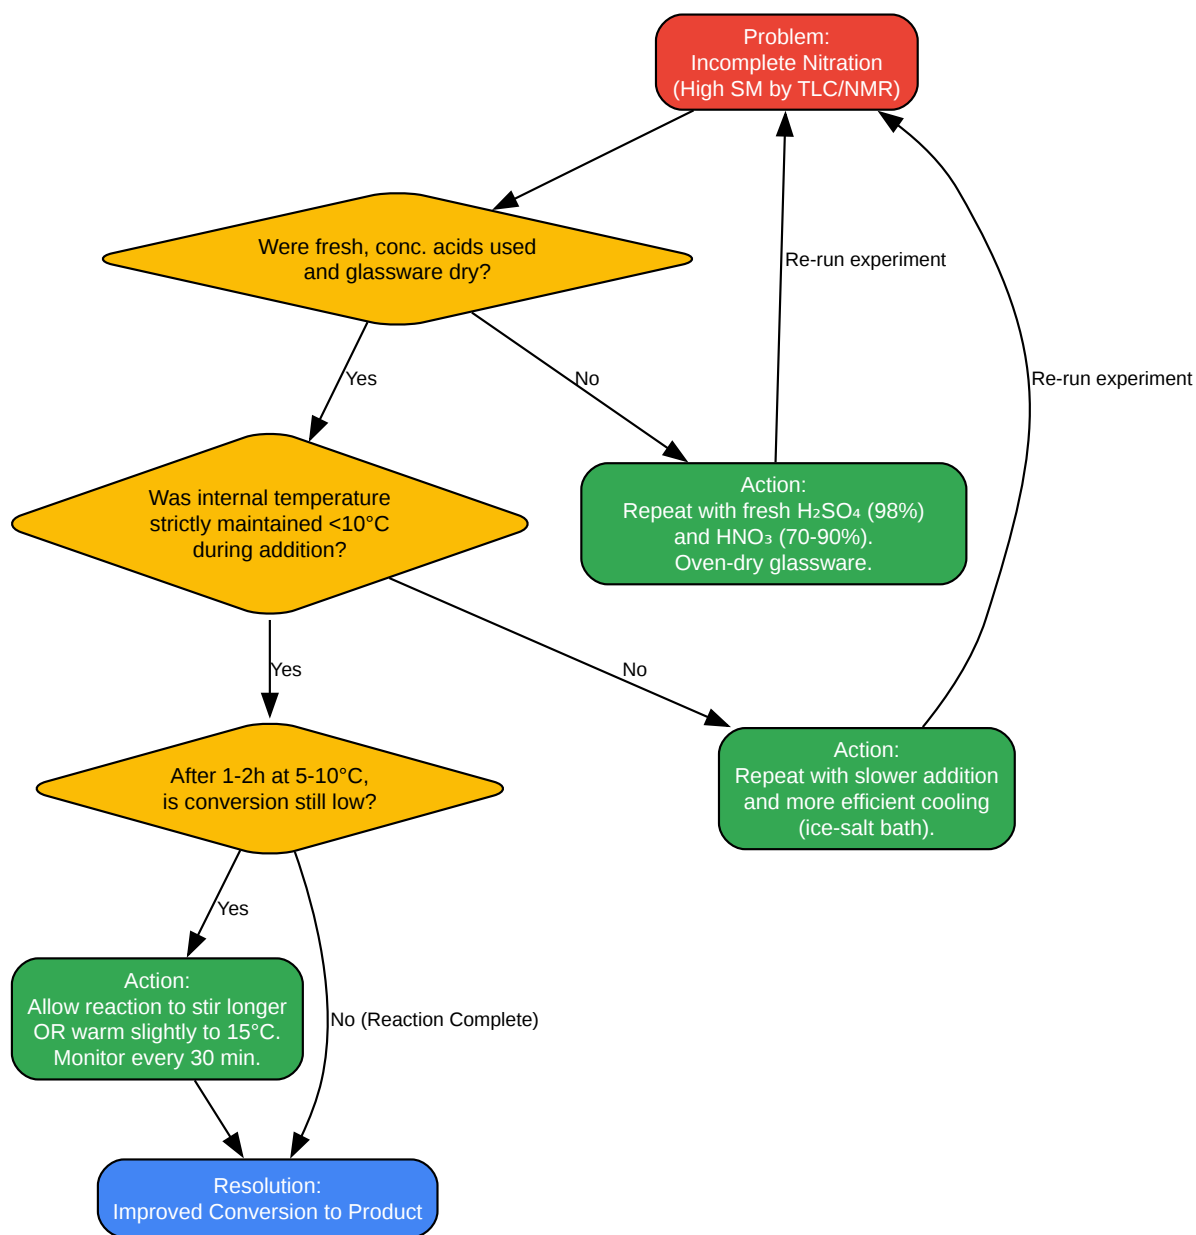 Problem:
Incomplete Nitration
(High SM by TLC/NMR)
Were fresh, conc. acids used
and glassware dry?
Re-run experiment
Yes
No
Re-run experiment
Was internal temperature
strictly maintained <10°C
during addition?
Action:
Repeat with fresh H₂SO₄ (98%)
and HNO₃ (70-90%).
Oven-dry glassware.
Yes
No
After 1-2h at 5-10°C,
is conversion still low?
Action:
Repeat with slower addition
and more efficient cooling
(ice-salt bath).
Yes
Action:
Allow reaction to stir longer
OR warm slightly to 15°C.
Monitor every 30 min.
No (Reaction Complete)
Resolution:
Improved Conversion to Product